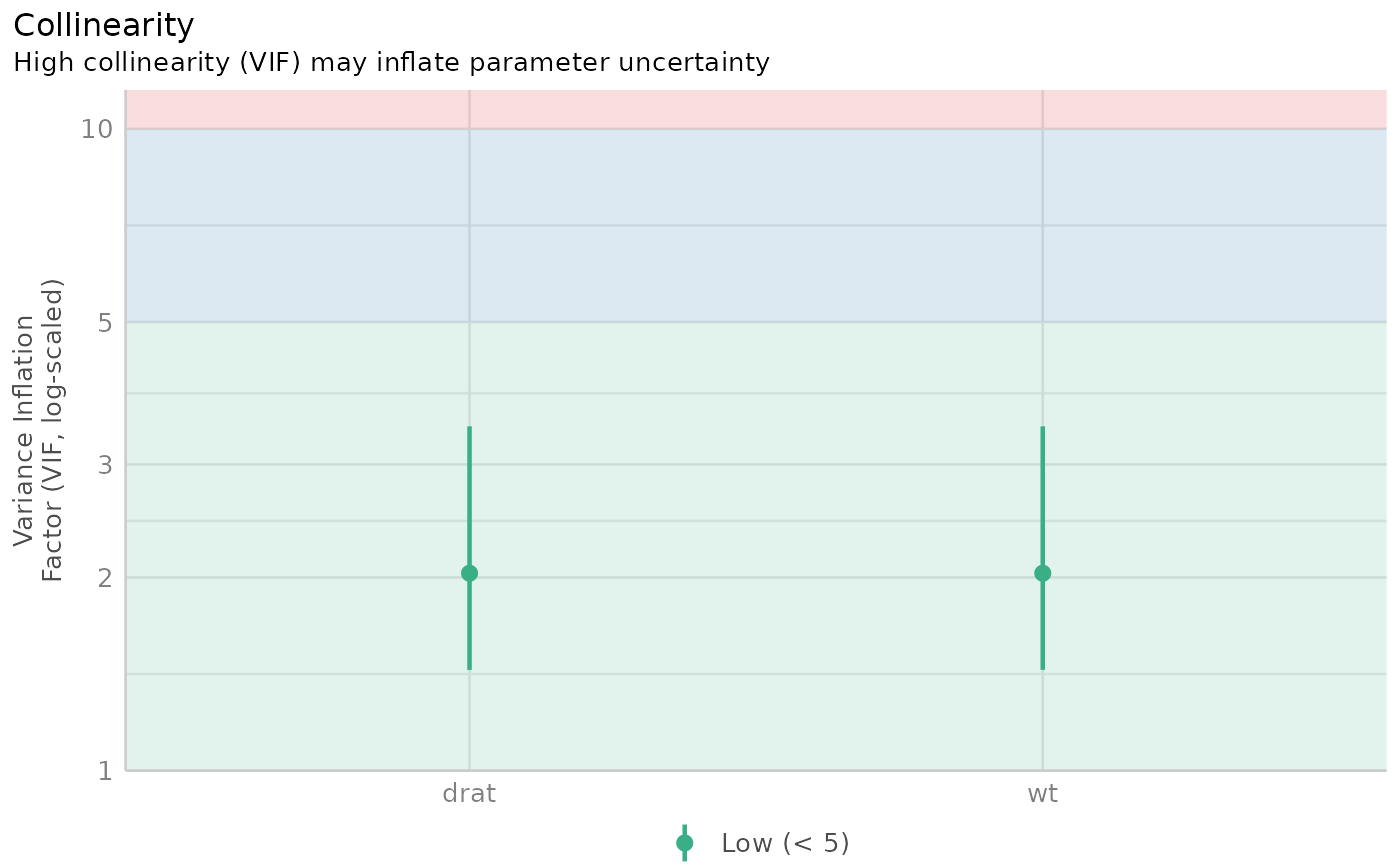 Collinearity
High collinearity (VIF) may inflate parameter uncertainty
Variance Inflation
Factor (VIF, log-scaled)
10
5
3
2
1
drat
wt
Low (< 5)